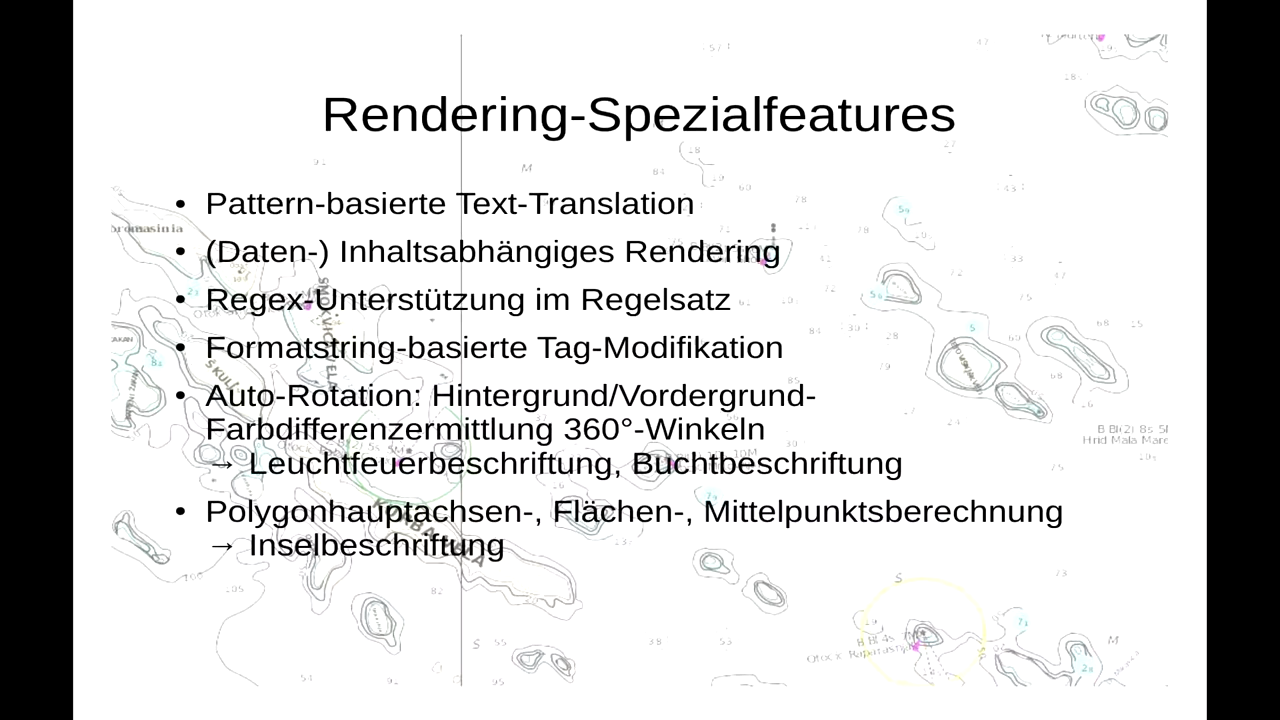 Rendering-Spezialfeatures
• Pattern-basierte Text-Translation
• (Daten-) Inhaltsabhängiges Rendering
• Regex-Unterstützung im Regelsatz
• Formatstring-basierte Tag-Modifikation
• Auto-Rotation: Hintergrund/Vordergrund-
Farbdifferenzermittlung 360°-Winkeln
→ Leuchtfeuerbeschriftung, Buchtbeschriftung
• Polygonhauptachsen-, Flächen-, Mittelpunktsberechnung
→ Inselbeschriftung